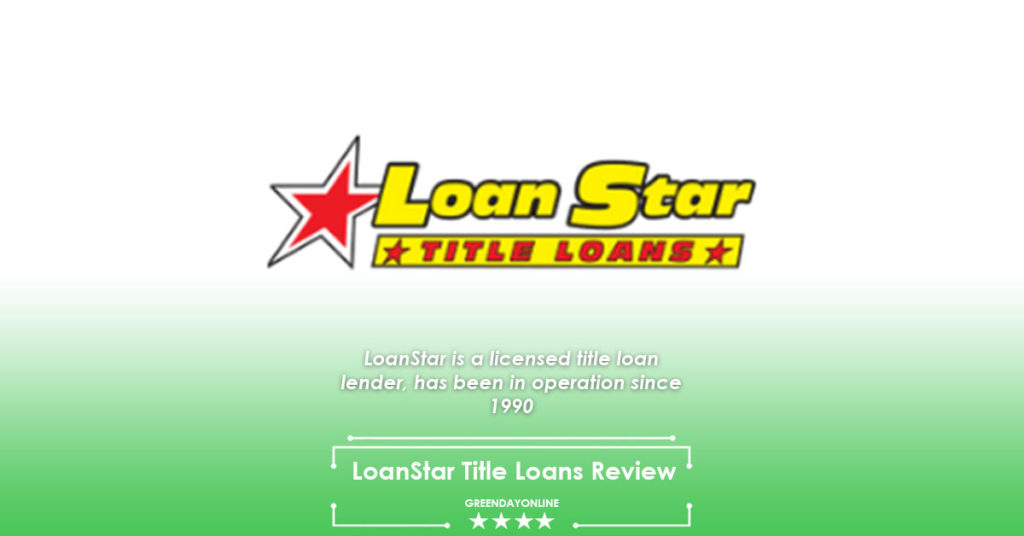 Loan Star
TITLE LOANS
LoanStar is a licensed title loan
lender, has been in operation since
1990
LoanStar Title Loans Review
GREENDAYONLINE